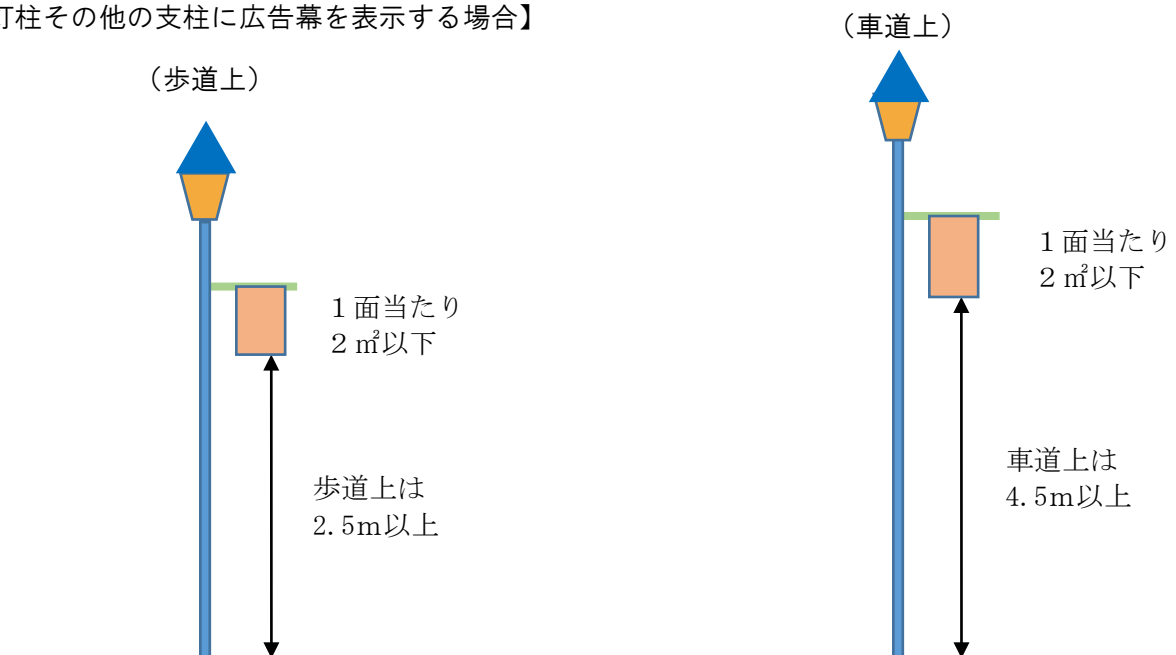 灯柱その他の支柱に広告幕を表示する場合】
（歩道上）
１面当たり
２㎡以下
歩道上は
2.5m以上
（車道上）
１面当たり
２㎡以下
車道上は
4.5m以上